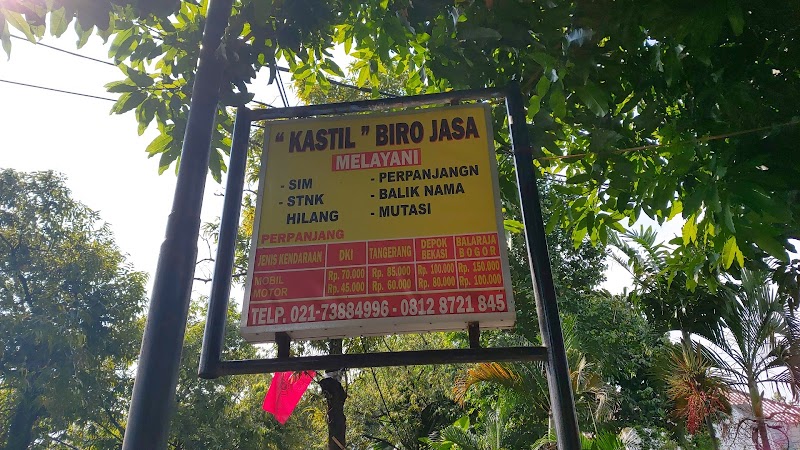 " KASTIL " BIRO JASA
MELAYANI
- SIM
- STNK
HILANG
- PERPANJANGN
- BALIK NAMA
- MUTASI
PERPANJANG
JENIS KENDARAAN DKI TANGERANG DEPOK BEKASI BALARAJA BOGOR
MOBIL Rp. 70.000 Rp. 85.000 Rp. 100.000 Rp. 150.000
MOTOR Rp. 45.000 Rp. 60.000 Rp. 80.000 Rp. 100.000
TELP. 021-73884996 - 0812 8721 845